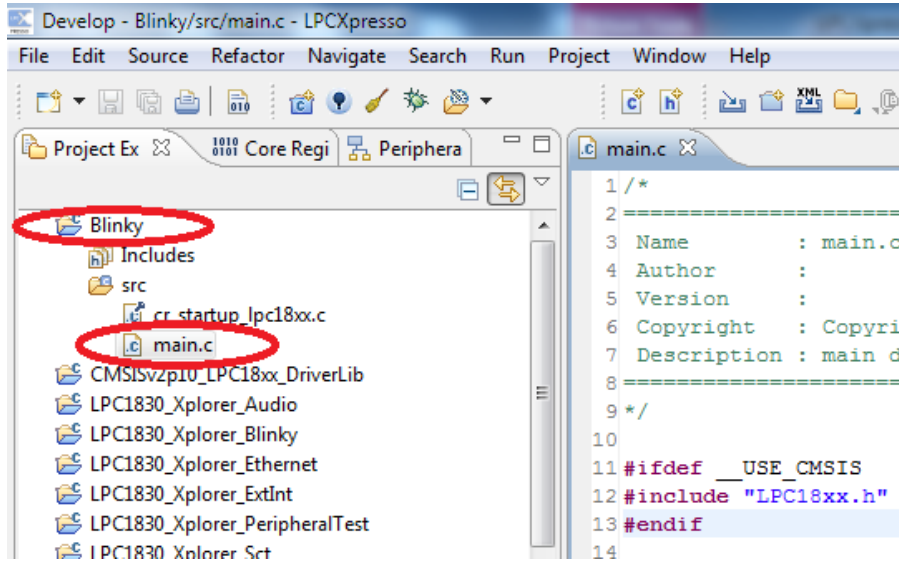 Develop - Blinky/src/main.c - LPCXpresso
File Edit Source Refactor Navigate Search Run Project Window Help
Project Ex Core Regi Periphera
main.c
Blinky
Includes
src
cr_startup_lpc18xx.c
main.c
CMSISv2p10_LPC18xx_DriverLib
LPC1830_Xplorer_Audio
LPC1830_Xplorer_Blinky
LPC1830_Xplorer_Ethernet
LPC1830_Xplorer_ExtInt
LPC1830_Xplorer_PeripheralTest
LPC1830_Xplorer_Sct
1 /*
2 ========================
3 Name : main.c
4 Author :
5 Version :
6 Copyright : Copyri
7 Description : main d
8 ========================
9 */
10
11 #ifdef __USE_CMSIS
12 #include "LPC18xx.h"
13 #endif
14